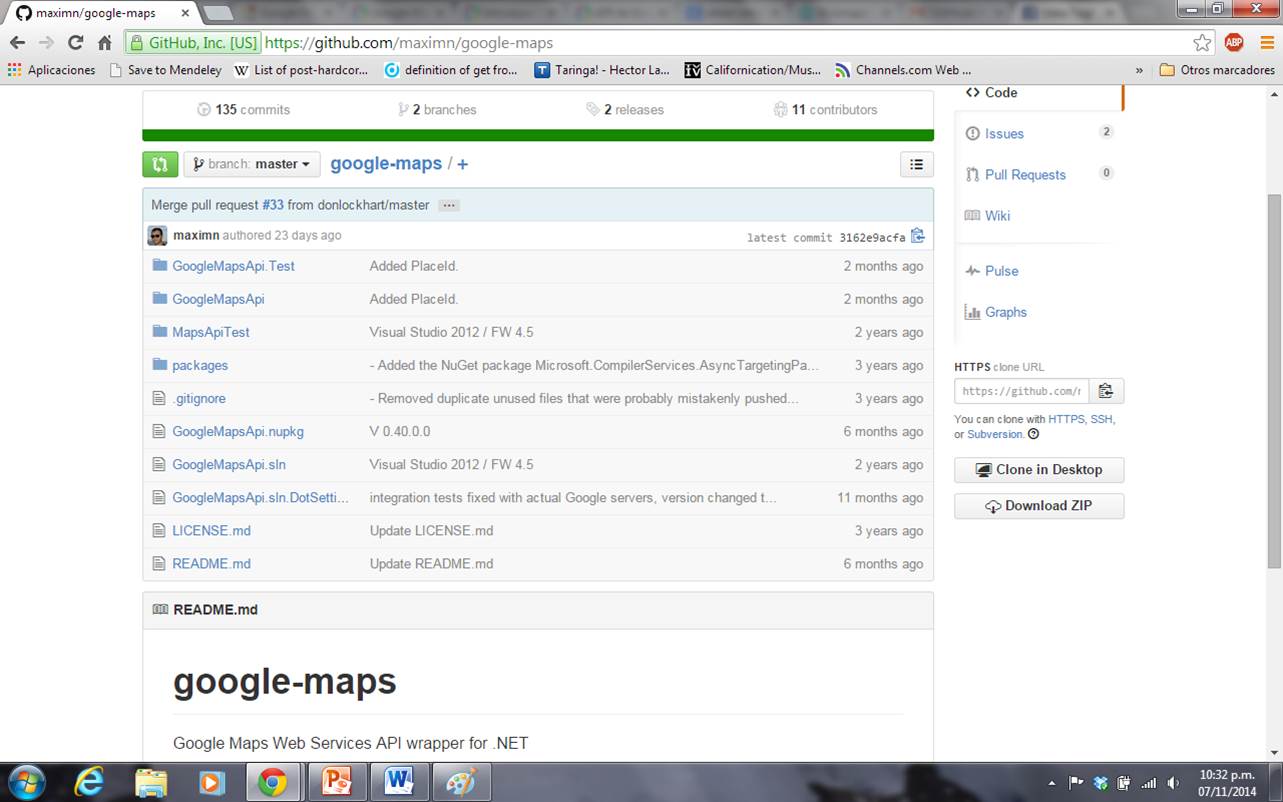 maximn/google-maps
GitHub, Inc. [US] https://github.com/maximn/google-maps
ABP
Aplicaciones Save to Mendeley List of post-hardcor... definition of get fro... Taringa! - Hector La... Californication/Mus... Channels.com Web ... » Otros marcadores
135 commits 2 branches 2 releases 11 contributors
branch: master google-maps / +
Merge pull request #33 from donlockhart/master ...
maximn authored 23 days ago latest commit 3162e9acfa
GoogleMapsApi.Test Added PlaceId. 2 months ago
GoogleMapsApi Added PlaceId. 2 months ago
MapsApiTest Visual Studio 2012 / FW 4.5 2 years ago
packages - Added the NuGet package Microsoft.CompilerServices.AsyncTargetingPa... 3 years ago
.gitignore - Removed duplicate unused files that were probably mistakenly pushed... 3 years ago
GoogleMapsApi.nupkg V 0.40.0.0 6 months ago
GoogleMapsApi.sln Visual Studio 2012 / FW 4.5 2 years ago
GoogleMapsApi.sln.DotSetti... integration tests fixed with actual Google servers, version changed t... 11 months ago
LICENSE.md Update LICENSE.md 3 years ago
README.md Update README.md 6 months ago
README.md
google-maps
Google Maps Web Services API wrapper for .NET
Code
Issues 2
Pull Requests 0
Wiki
Pulse
Graphs
HTTPS clone URL
https://github.com/
You can clone with HTTPS, SSH,
or Subversion.
Clone in Desktop
Download ZIP
10:32 p.m.
07/11/2014